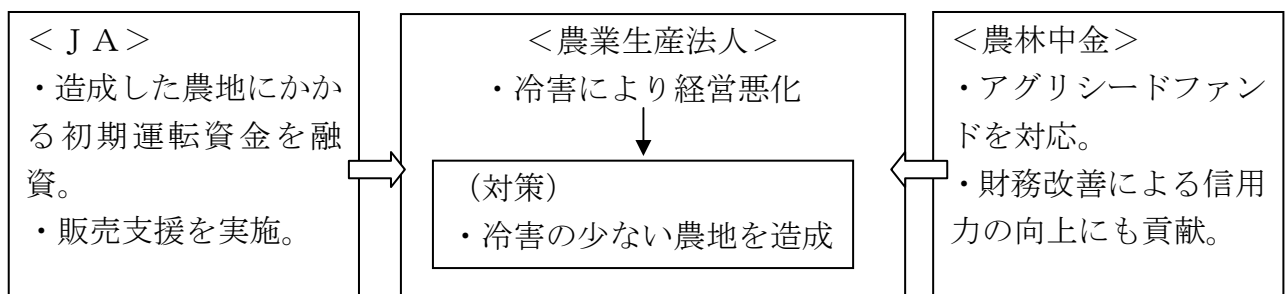 ＜ＪＡ＞
・造成した農地にかか
る初期運転資金を融
資。
・販売支援を実施。
＜農業生産法人＞
・冷害により経営悪化
（対策）
・冷害の少ない農地を造成
＜農林中金＞
・アグリシードファン
ドを対応。
・財務改善による信用
力の向上にも貢献。